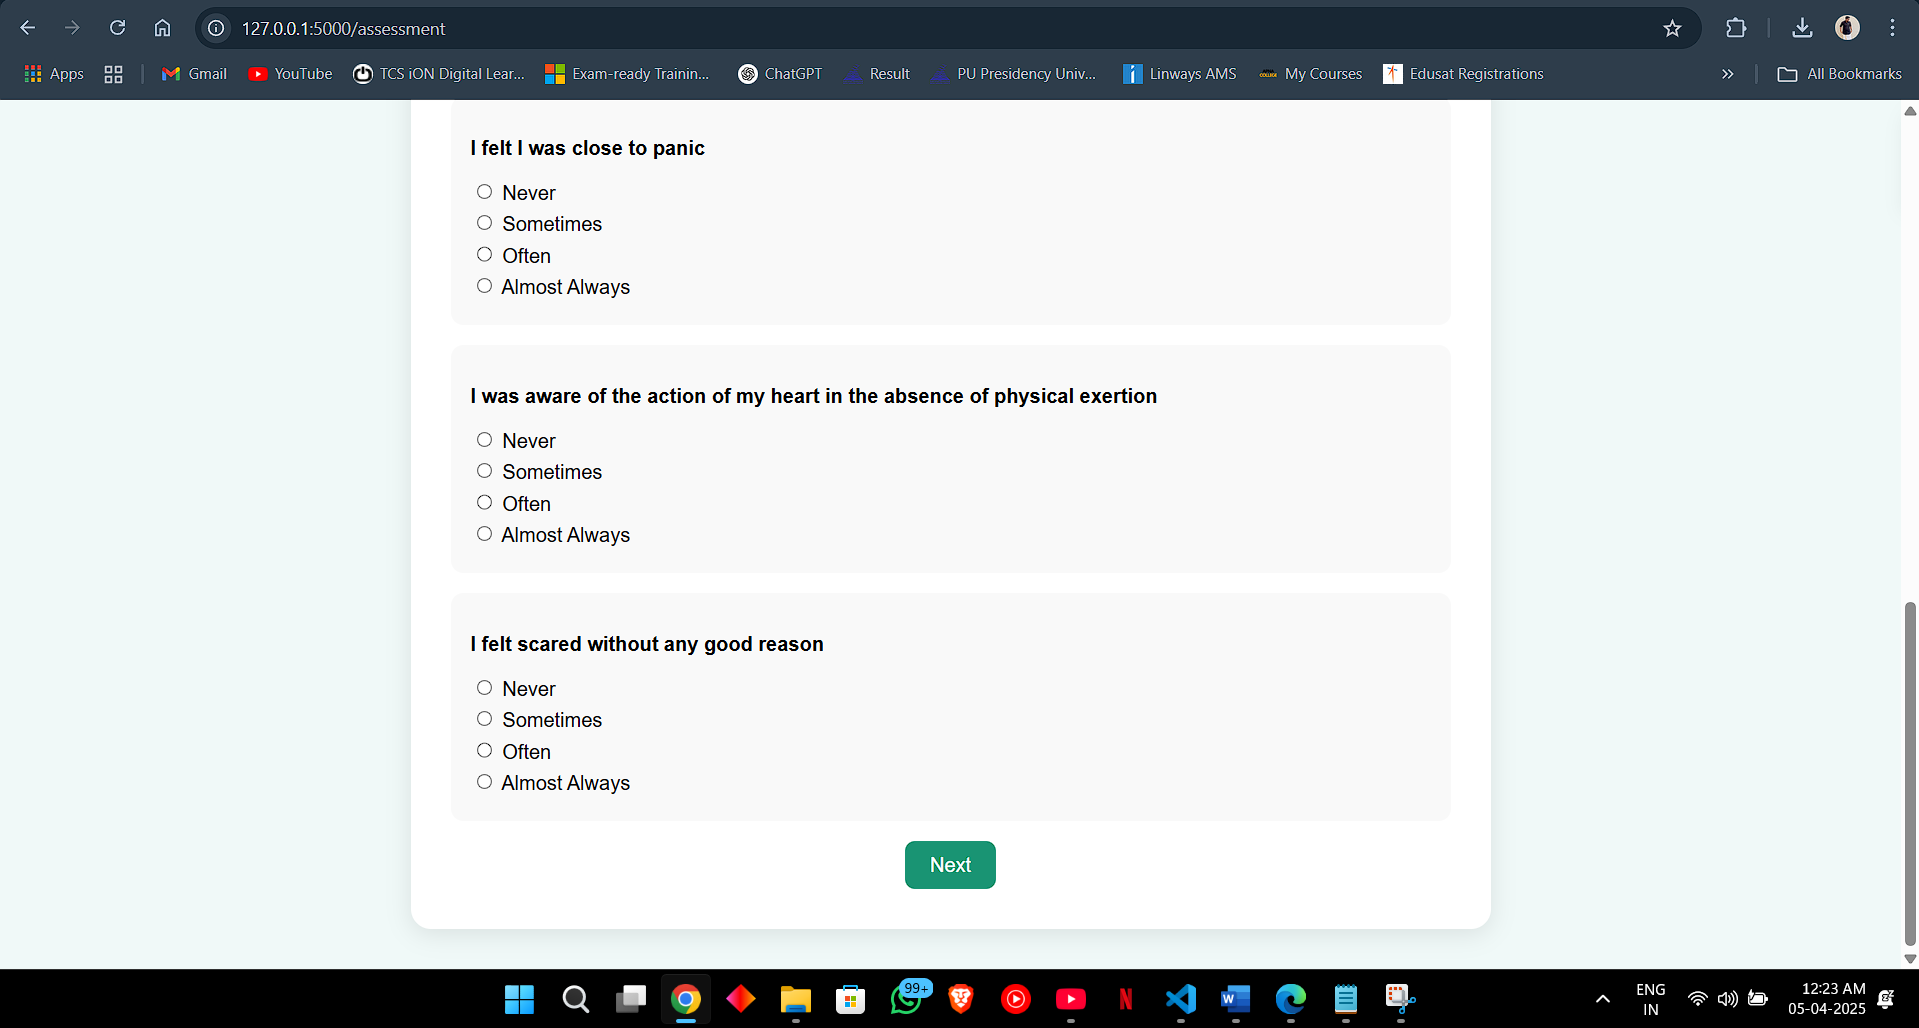 127.0.0.1:5000/assessment
Apps Gmail YouTube TCS iON Digital Lear... Exam-ready Trainin... ChatGPT Result PU Presidency Univ... Linways AMS My Courses Edusat Registrations » All Bookmarks
I felt I was close to panic
Never
Sometimes
Often
Almost Always
I was aware of the action of my heart in the absence of physical exertion
Never
Sometimes
Often
Almost Always
I felt scared without any good reason
Never
Sometimes
Often
Almost Always
Next
99+
ENG
IN
12:23 AM
05-04-2025